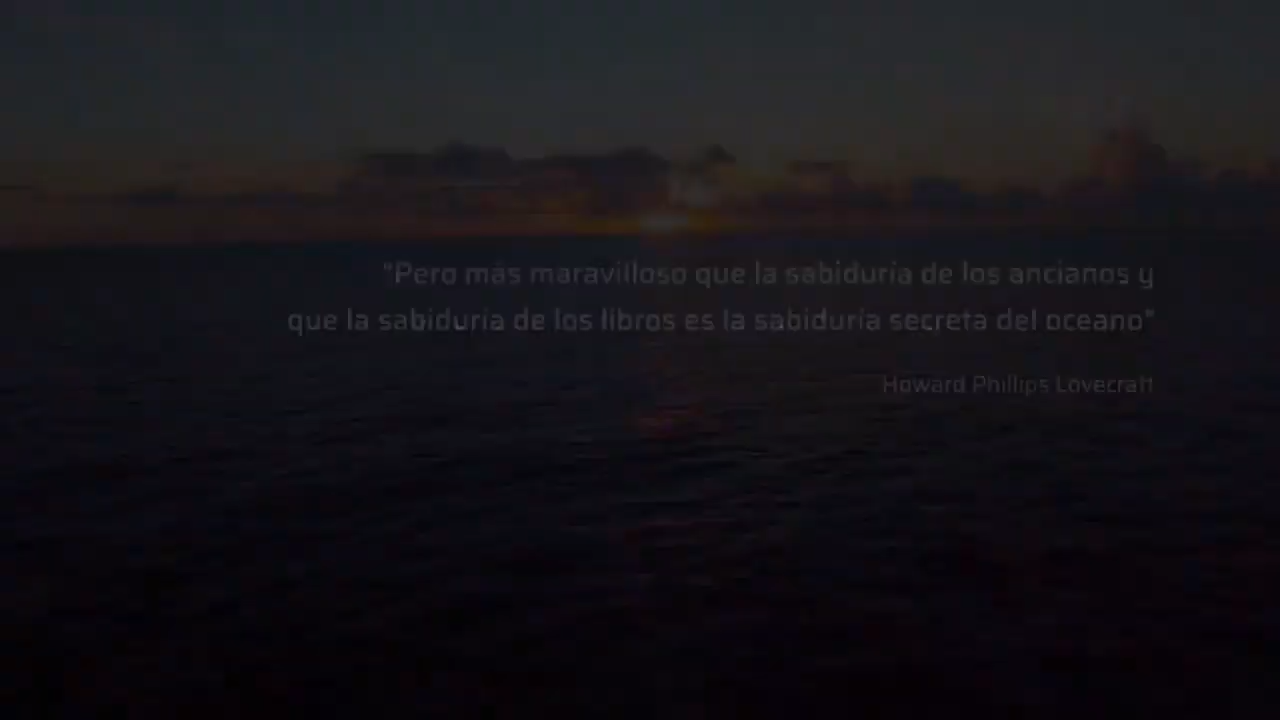 "Pero más maravilloso que la sabiduría de los ancianos y
que la sabiduría de los libros es la sabiduría secreta del oceano"
Howard Phillips Lovecraft